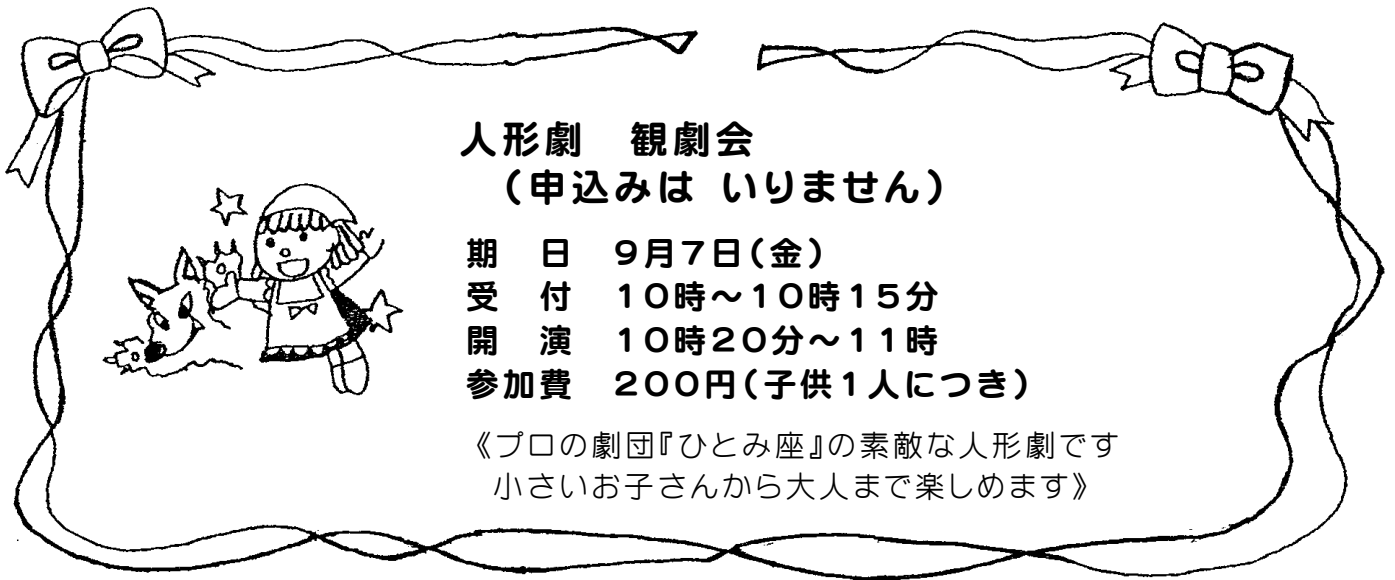 人形劇　観劇会
（申込みは いりません）
期　日　９月７日（金）
受　付　１０時～１０時１５分
開　演　１０時２０分～１１時
参加費　２００円（子供１人につき）
《プロの劇団『ひとみ座』の素敵な人形劇です
小さいお子さんから大人まで楽しめます》